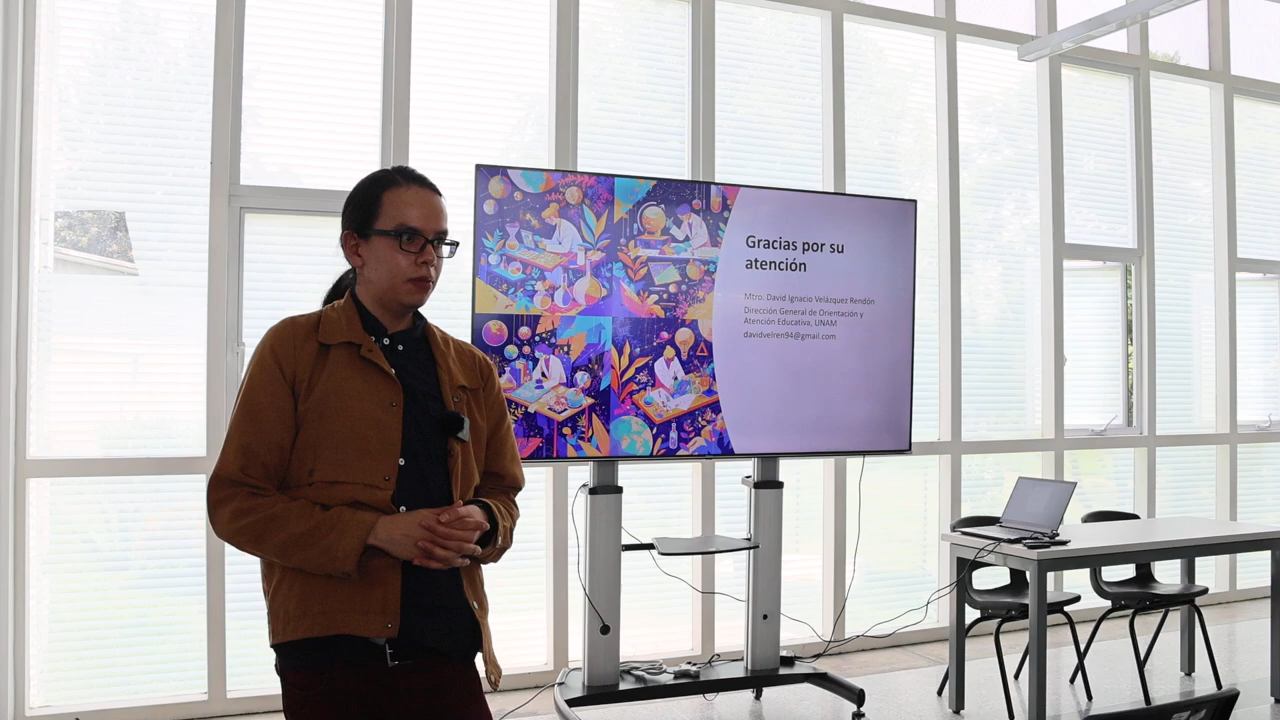 Gracias por su
atención
Mtro. David Ignacio Velázquez Rendón
Dirección General de Orientación y
Atención Educativa, UNAM
davidvelren94@gmail.com